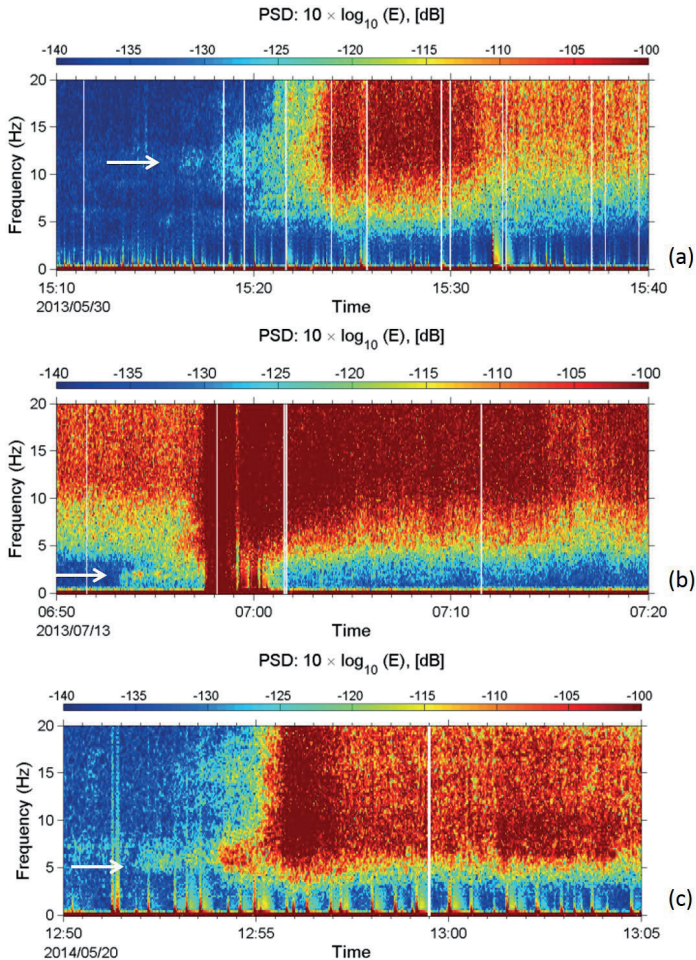 PSD: 10 × log10 (E), [dB]
-140 -135 -130 -125 -120 -115 -110 -105 -100
20
15
10
5
0
Frequency (Hz)
15:10 15:20 15:30 15:40
2013/05/30
Time
(a)
PSD: 10 × log10 (E), [dB]
-140 -135 -130 -125 -120 -115 -110 -105 -100
20
15
10
5
0
Frequency (Hz)
06:50 07:00 07:10 07:20
2013/07/13
Time
(b)
PSD: 10 × log10 (E), [dB]
-140 -135 -130 -125 -120 -115 -110 -105 -100
20
15
10
5
0
Frequency (Hz)
12:50 12:55 13:00 13:05
2014/05/20
Time
(c)